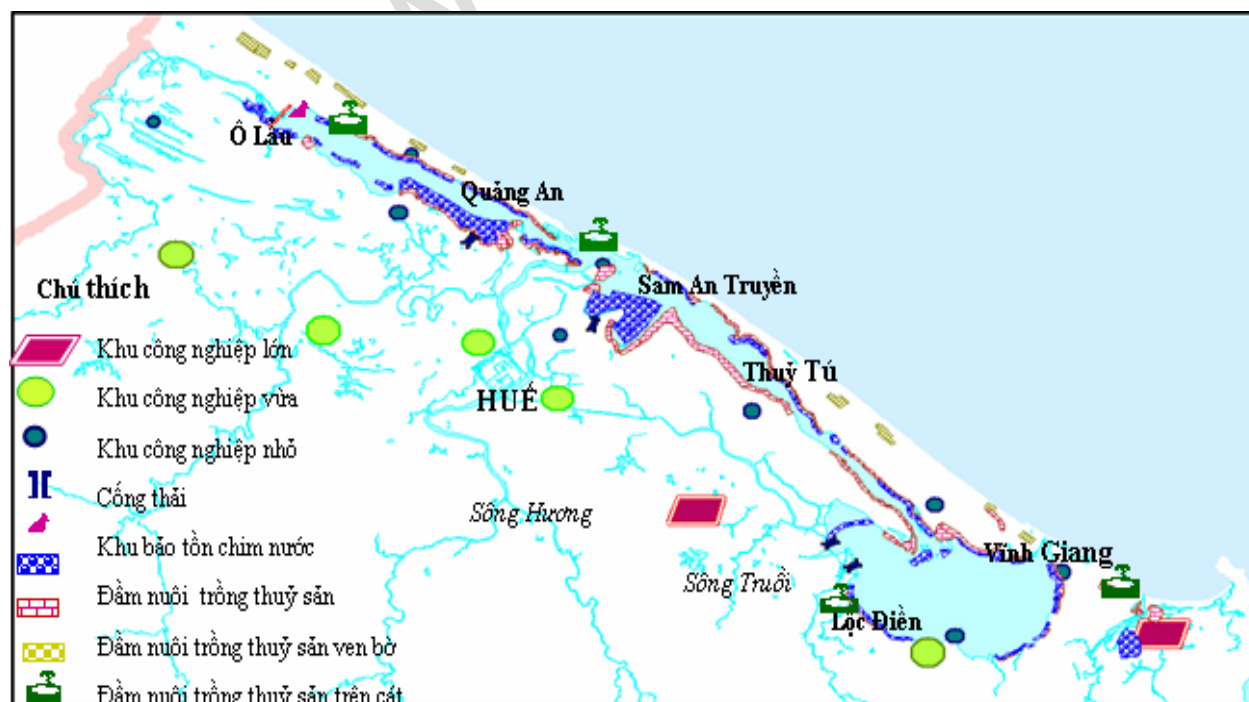 Ô Lâu
Quảng An
Sam An Truyền
Chú thích
Khu công nghiệp lớn
Khu công nghiệp vừa
Thuỷ Tú
HUẾ
Khu công nghiệp nhỏ
Cống thải
Sông Hương
Khu bảo tồn chim nước
Vĩnh Giang
Sông Truồi
Đầm nuôi trồng thuỷ sản
Lộc Điền
Đầm nuôi trồng thuỷ sản ven bờ
Đầm nuôi trồng thuỷ sản trên cát